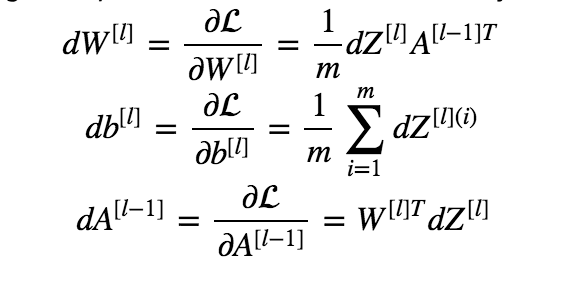 dW^{[l]} = \frac{\partial \mathcal{L}}{\partial W^{[l]}} = \frac{1}{m} dZ^{[l]} A^{[l-1]T}
db^{[l]} = \frac{\partial \mathcal{L}}{\partial b^{[l]}} = \frac{1}{m} \sum_{i=1}^{m} dZ^{[l](i)}
dA^{[l-1]} = \frac{\partial \mathcal{L}}{\partial A^{[l-1]}} = W^{[l]T} dZ^{[l]}